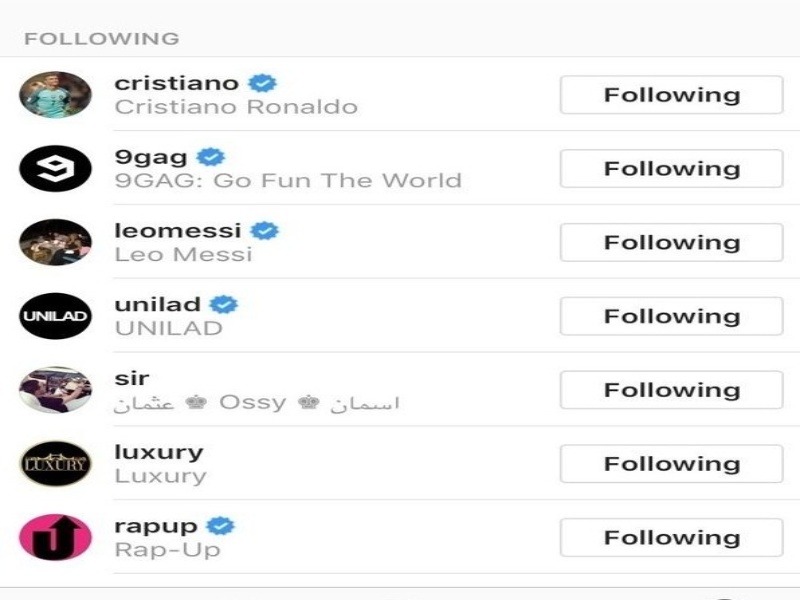 FOLLOWING
cristiano
Cristiano Ronaldo
Following
9gag
9GAG: Go Fun The World
Following
leomessi
Leo Messi
Following
UNILAD
unilad
UNILAD
Following
sir
عثمان ♚ Ossy ♚ اسمان
Following
LUXURY
luxury
Luxury
Following
rapup
Rap-Up
Following